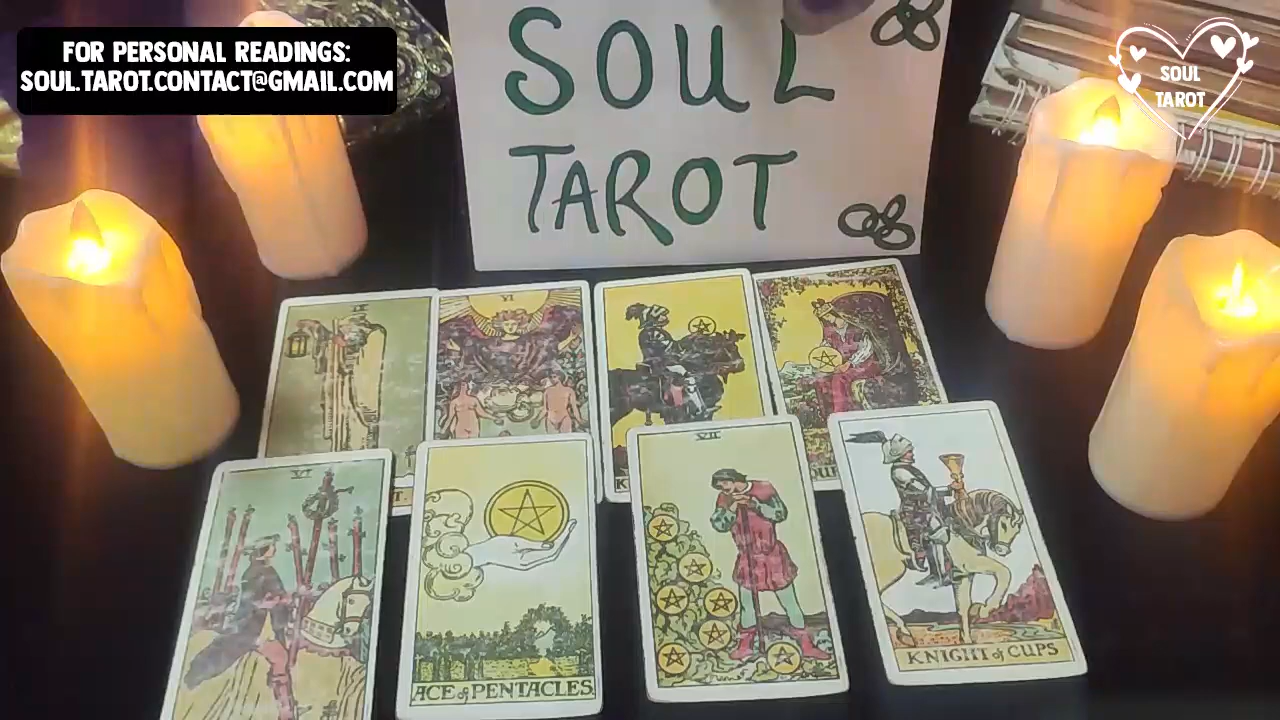 FOR PERSONAL READINGS:
SOUL.TAROT.CONTACT@GMAIL.COM
SOUL
TAROT
SOUL
TAROT
VI
VI
ACE of PENTACLES.
VII
KNIGHT of CUPS